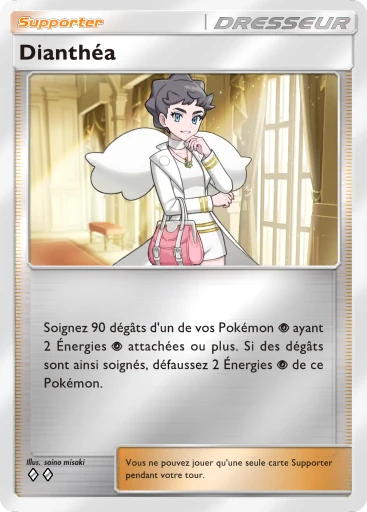 Supporter
DRESSEUR
Dianthéa
Soignez 90 dégâts d'un de vos Pokémon ayant
2 Énergies attachées ou plus. Si des dégâts
sont ainsi soignés, défaussez 2 Énergies de ce
Pokémon.
Illus. saino misaki
Vous ne pouvez jouer qu'une seule carte Supporter
pendant votre tour.